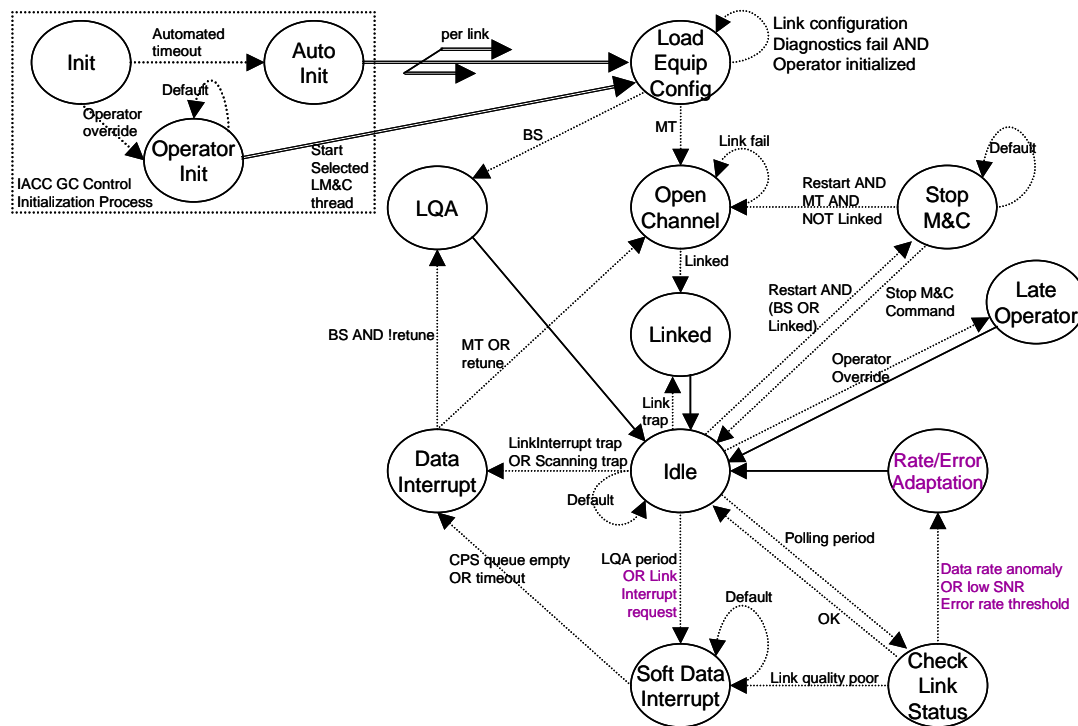 Automated
timeout
Init
Auto
Init
per link
Load
Equip
Config
Link configuration
Diagnostics fail AND
Operator initialized
Default
Operator
override
Operator
Init
IACC GC Control
Initialization Process
Start
Selected
LM&C
thread
BS
MT
Link fail
LQA
Open
Channel
Restart AND
MT AND
NOT Linked
Stop
M&C
Default
Linked
BS AND !retune
MT OR
retune
Linked
Restart AND
(BS OR
Linked)
Stop M&C
Command
Late
Operator
Operator
Override
Link
trap
LinkInterrupt trap
OR Scanning trap
Data
Interrupt
Idle
Rate/Error
Adaptation
Default
CPS queue empty
OR timeout
LQA period
OR Link
Interrupt
request
Polling period
OK
Data rate anomaly
OR low SNR
Error rate threshold
Default
Soft Data
Interrupt
Link quality poor
Check
Link
Status